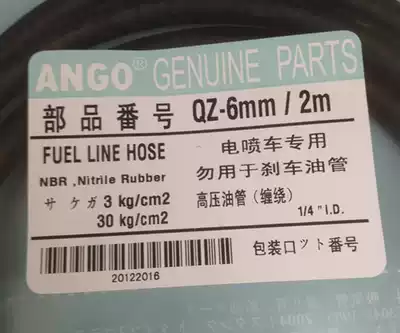 ANGO® GENUINE PARTS
部品番号 QZ-6mm / 2m
FUEL LINE HOSE
NBR ,Nitrile Rubber
サケガ 3 kg/cm2
30 kg/cm2
电喷车专用
勿用于刹车油管
高压油管（缠绕）
1/4" I.D.
20122016
包装ロット番号